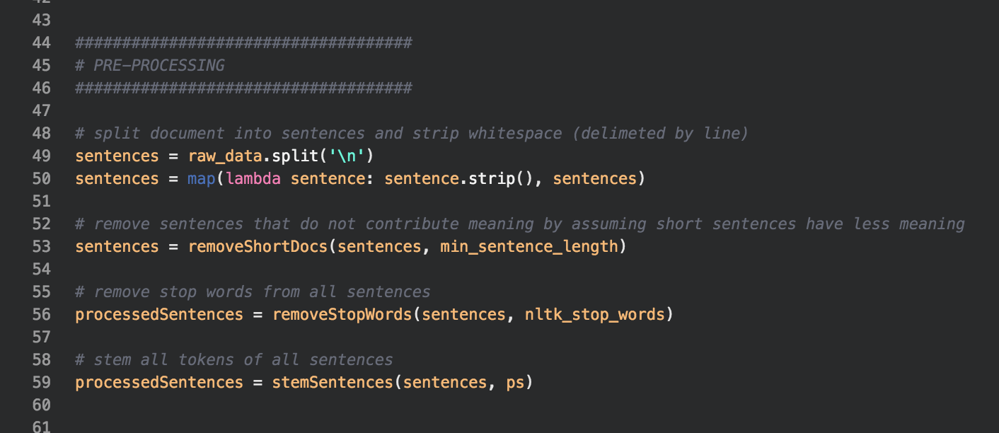 43
44 ####################################
45 # PRE-PROCESSING
46 ####################################
47
48 # split document into sentences and strip whitespace (delimeted by line)
49 sentences = raw_data.split('\n')
50 sentences = map(lambda sentence: sentence.strip(), sentences)
51
52 # remove sentences that do not contribute meaning by assuming short sentences have less meaning
53 sentences = removeShortDocs(sentences, min_sentence_length)
54
55 # remove stop words from all sentences
56 processedSentences = removeStopWords(sentences, nltk_stop_words)
57
58 # stem all tokens of all sentences
59 processedSentences = stemSentences(sentences, ps)
60
61